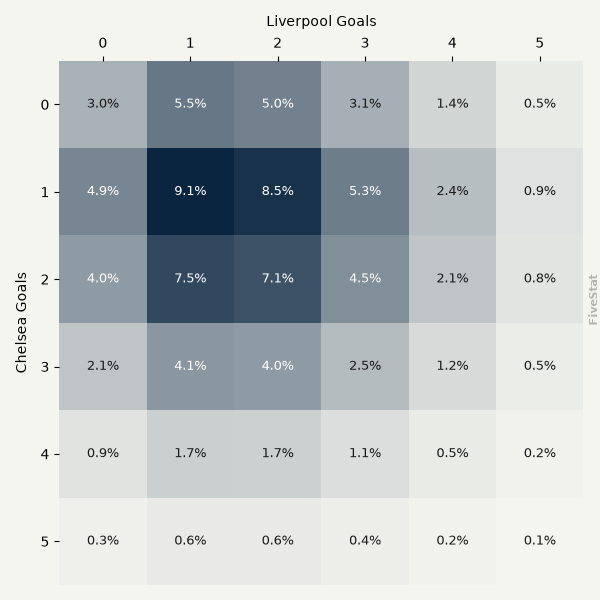 Liverpool Goals
0 1 2 3 4 5
0 3.0% 5.5% 5.0% 3.1% 1.4% 0.5%
1 4.9% 9.1% 8.5% 5.3% 2.4% 0.9%
2 4.0% 7.5% 7.1% 4.5% 2.1% 0.8%
3 2.1% 4.1% 4.0% 2.5% 1.2% 0.5%
4 0.9% 1.7% 1.7% 1.1% 0.5% 0.2%
5 0.3% 0.6% 0.6% 0.4% 0.2% 0.1%
Chelsea Goals
FiveStat